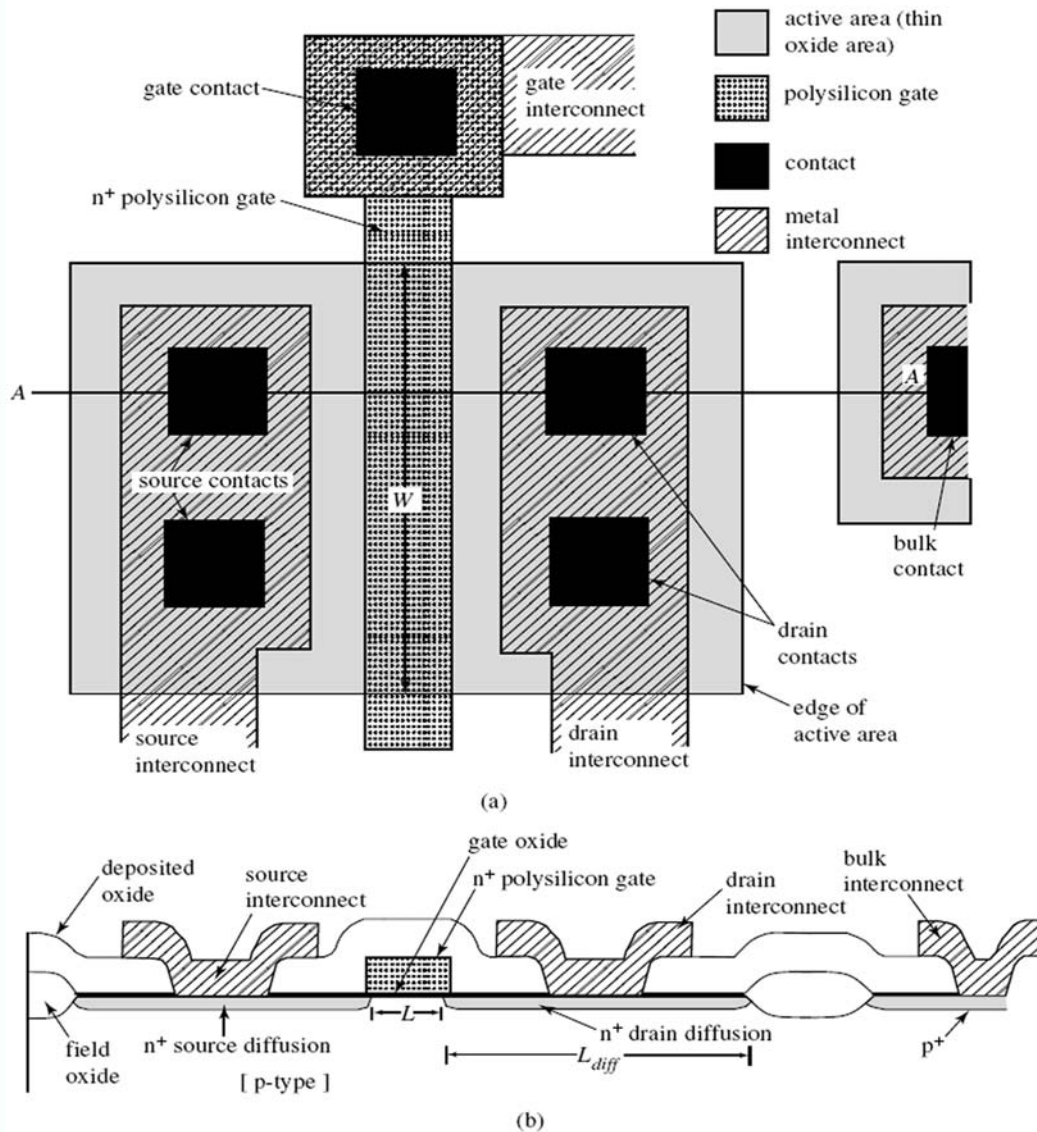 active area (thin
oxide area)
polysilicon gate
contact
metal
interconnect
gate contact
gate
interconnect
n+ polysilicon gate
A
A
source contacts
W
bulk
contact
drain
contacts
edge of
active area
source
interconnect
drain
interconnect
(a)
gate oxide
deposited
oxide
source
interconnect
n+ polysilicon gate
drain
interconnect
bulk
interconnect
L
field
oxide
n+ source diffusion
[ p-type ]
n+ drain diffusion
Ldiff
p+
(b)